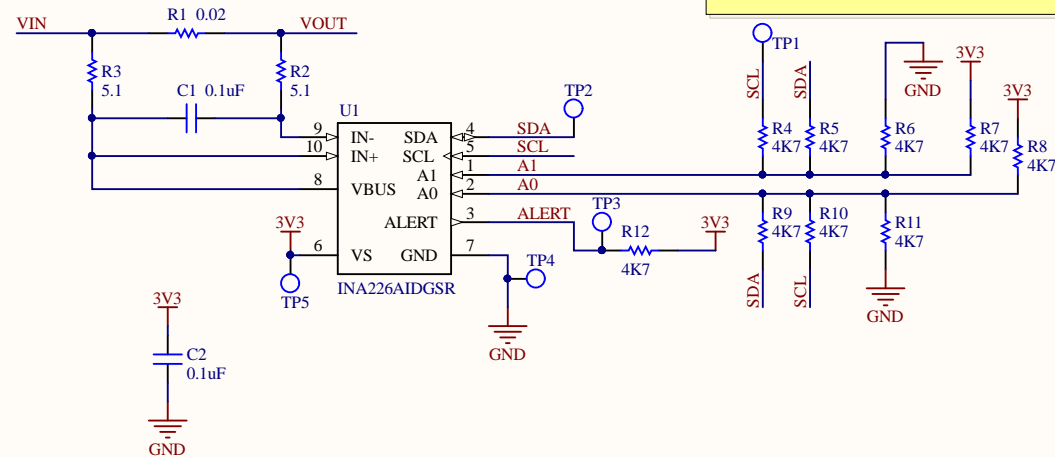 VIN
R1 0.02
VOUT
R3
5.1
R2
5.1
C1 0.1uF
U1
9
IN-
10
IN+
8
VBUS
6
VS
SDA
4
SCL
5
A1
1
A0
2
ALERT
3
GND
7
INA226AIDGSR
3V3
TP5
SDA
TP2
SCL
A1
A0
ALERT
TP3
R12
4K7
3V3
TP4
GND
TP1
SCL
SDA
R4
4K7
R5
4K7
R6
4K7
GND
3V3
R7
4K7
3V3
R8
4K7
R9
4K7
R10
4K7
R11
4K7
SDA
SCL
GND
3V3
C2
0.1uF
GND